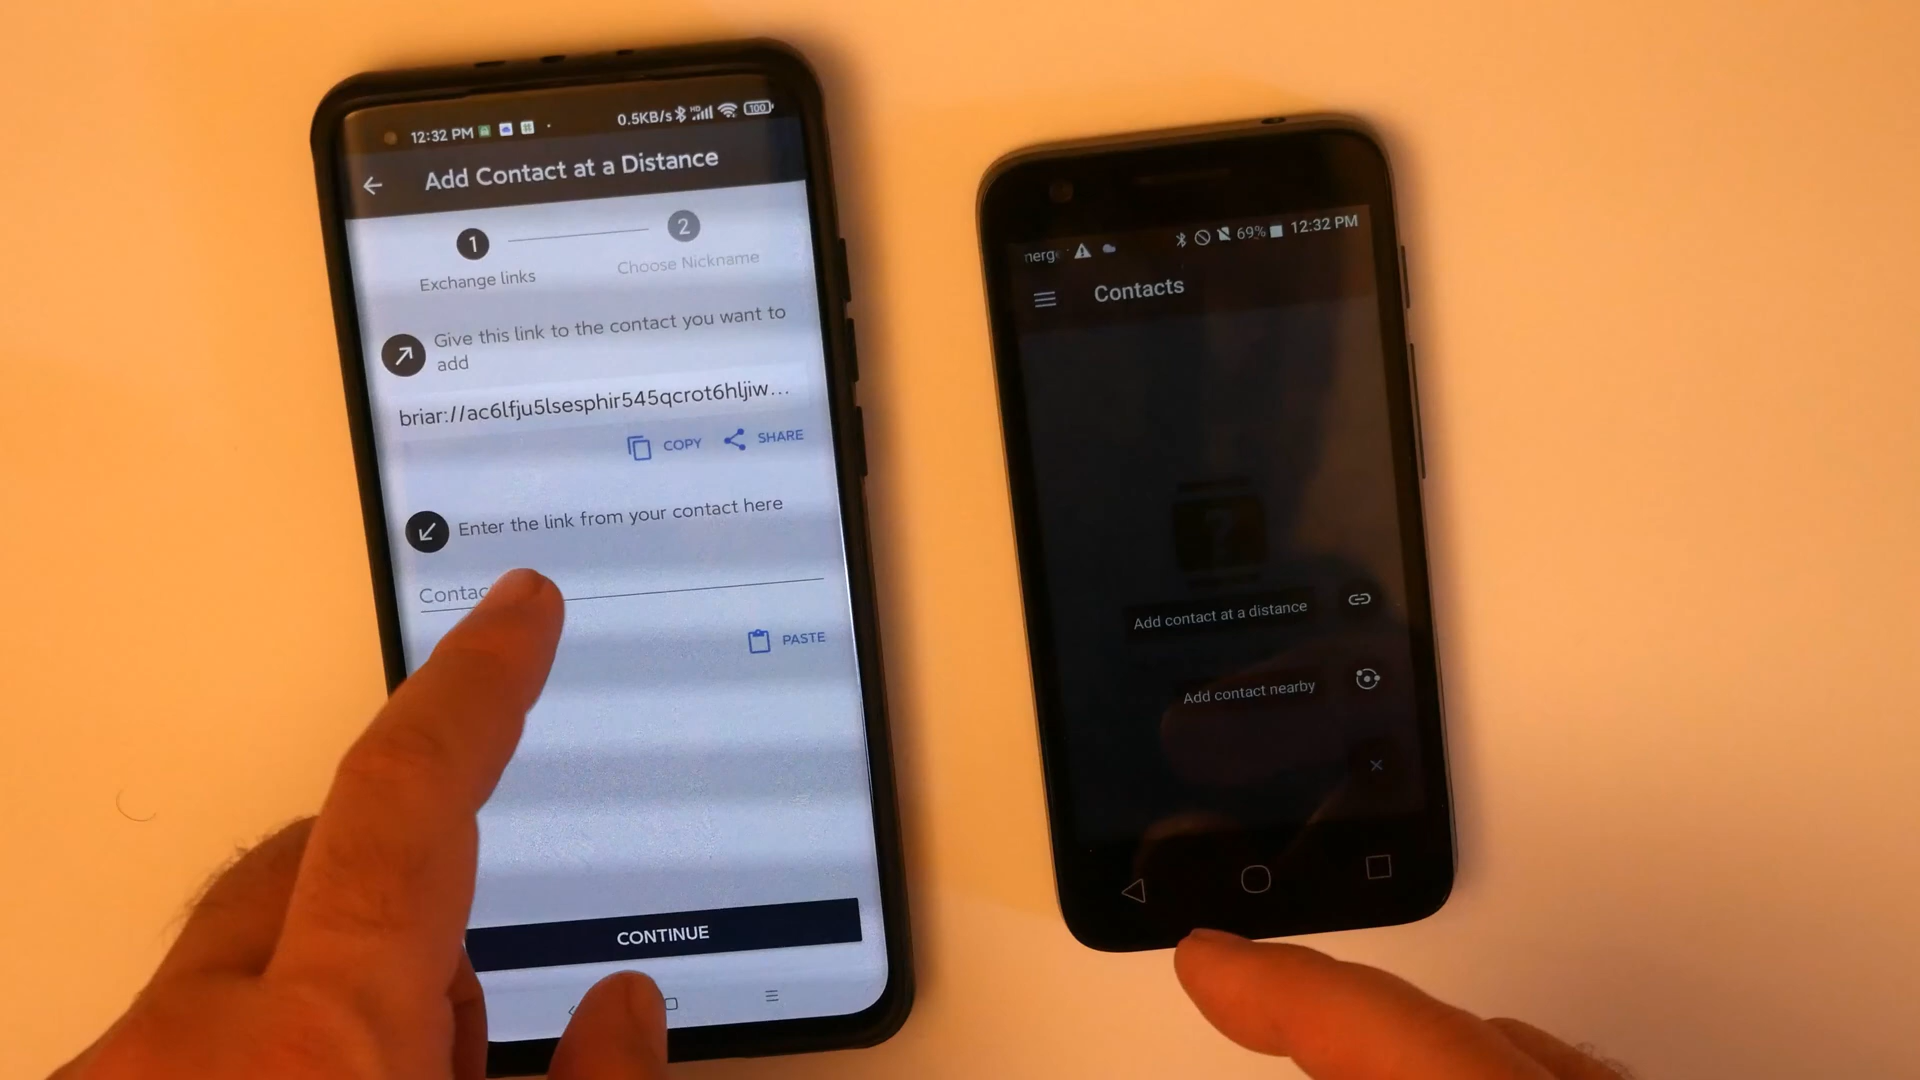 12:32 PM
0.5KB/s
HD
100
Add Contact at a Distance
1
2
Exchange links
Choose Nickname
Give this link to the contact you want to
add
briar://ac6lfju5lsesphir545qcrot6hljiw...
COPY
SHARE
Enter the link from your contact here
PASTE
CONTINUE
69%
12:32 PM
Contacts
Add contact at a distance
Add contact nearby